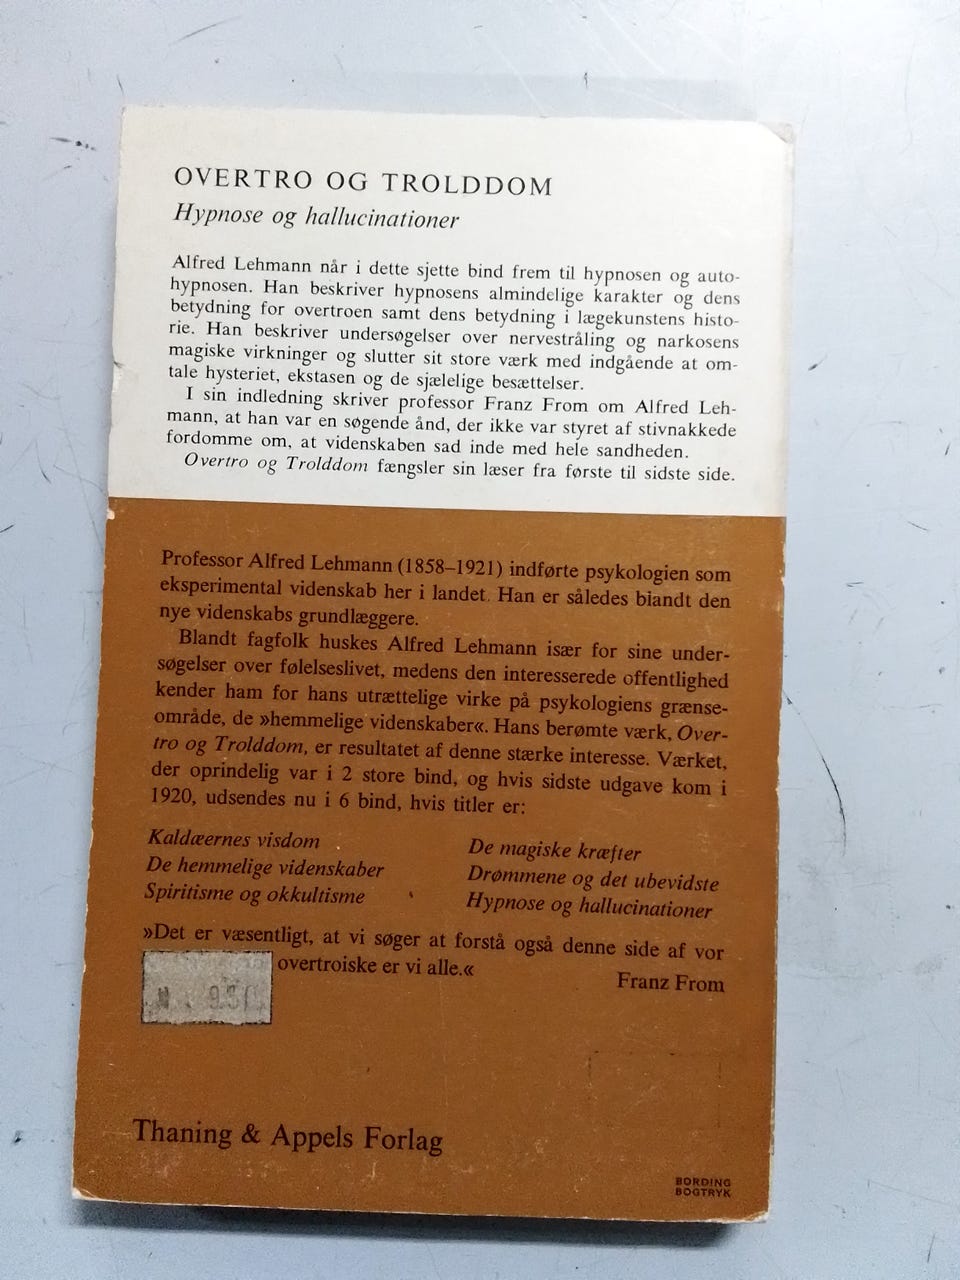 OVERTRO OG TROLDDOM
Hypnose og hallucinationer
Alfred Lehmann når i dette sjette bind frem til hypnosen og auto-
hypnosen. Han beskriver hypnosens almindelige karakter og dens
betydning for overtroen samt dens betydning i lægekunstens histo-
rie. Han beskriver undersøgelser over nervestråling og narkosens
magiske virkninger og slutter sit store værk med indgående at om-
tale hysteriet, ekstasen og de sjælelige besættelser.
I sin indledning skriver professor Franz From om Alfred Leh-
mann, at han var en søgende ånd, der ikke var styret af stivnakkede
fordomme om, at videnskaben sad inde med hele sandheden.
Overtro og Trolddom fængsler sin læser fra første til sidste side.
Professor Alfred Lehmann (1858–1921) indførte psykologien som
eksperimental videnskab her i landet. Han er således blandt den
nye videnskabs grundlæggere.
Blandt fagfolk huskes Alfred Lehmann især for sine under-
søgelser over følelseslivet, medens den interesserede offentlighed
kender ham for hans utrættelige virke på psykologiens grænse-
område, de »hemmelige videnskaber«. Hans berømte værk, Over-
tro og Trolddom, er resultatet af denne stærke interesse. Værket,
der oprindelig var i 2 store bind, og hvis sidste udgave kom i
1920, udsendes nu i 6 bind, hvis titler er:
Kaldæernes visdom
De hemmelige videnskaber
Spiritisme og okkultisme
De magiske kræfter
Drømmene og det ubevidste
Hypnose og hallucinationer
»Det er væsentligt, at vi søger at forstå også denne side af vor
overtroiske er vi alle.«
Franz From
Thaning & Appels Forlag
BORDING
BOGTRYK